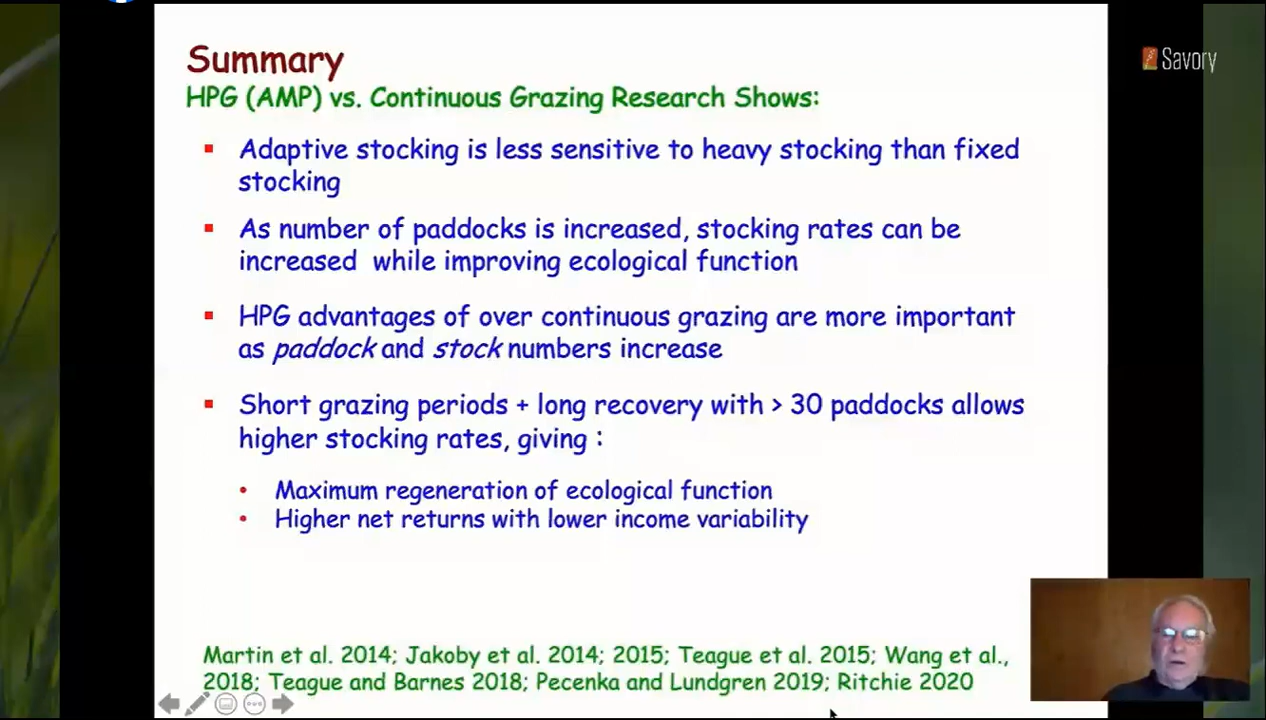 Summary
HPG (AMP) vs. Continuous Grazing Research Shows:
Savory
Adaptive stocking is less sensitive to heavy stocking than fixed
stocking
As number of paddocks is increased, stocking rates can be
increased while improving ecological function
HPG advantages of over continuous grazing are more important
as paddock and stock numbers increase
Short grazing periods + long recovery with > 30 paddocks allows
higher stocking rates, giving :
Maximum regeneration of ecological function
Higher net returns with lower income variability
Martin et al. 2014; Jakoby et al. 2014; 2015; Teague et al. 2015; Wang et al.,
2018; Teague and Barnes 2018; Pecenka and Lundgren 2019; Ritchie 2020